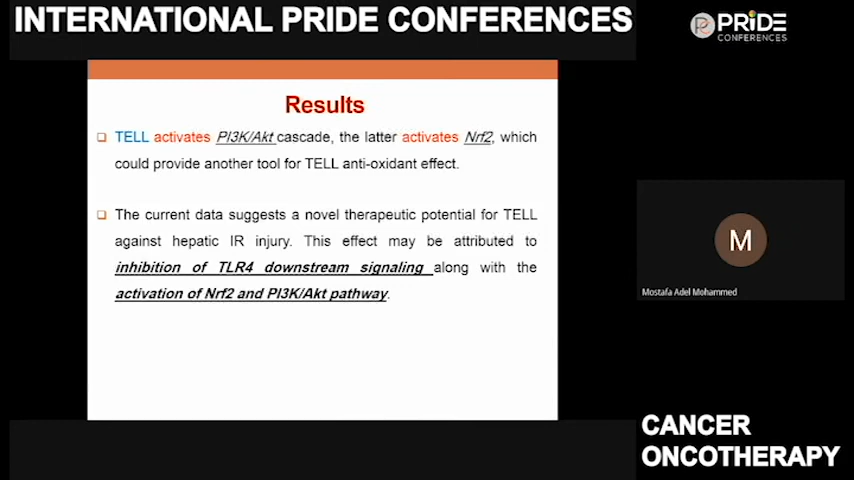 INTERNATIONAL PRIDE CONFERENCES
PC PRIDE
CONFERENCES
Results
TELL activates PI3K/Akt cascade, the latter activates Nrf2, which
could provide another tool for TELL anti-oxidant effect.
The current data suggests a novel therapeutic potential for TELL
against hepatic IR injury. This effect may be attributed to
inhibition of TLR4 downstream signaling along with the
activation of Nrf2 and PI3K/Akt pathway.
M
Mostafa Adel Mohammed
CANCER
ONCOTHERAPY